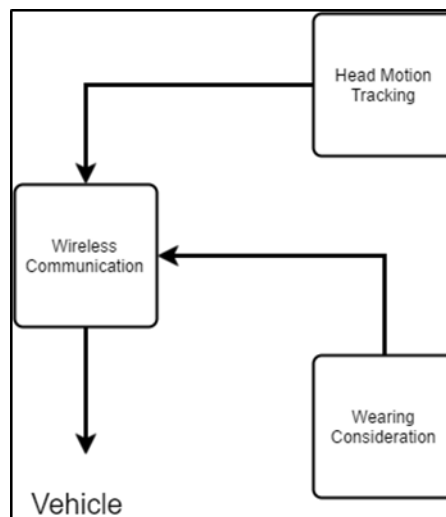 Head Motion
Tracking
Wireless
Communication
Wearing
Consideration
Vehicle